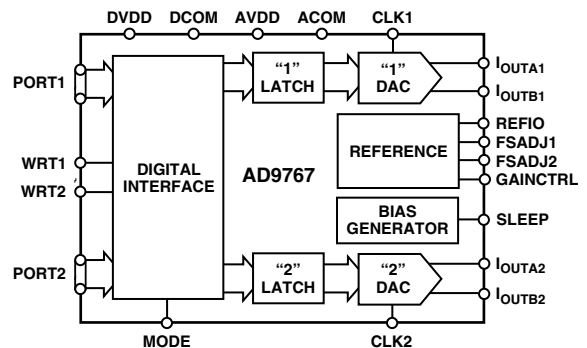 DVDD DCOM AVDD ACOM CLK1
PORT1
"1"
LATCH
"1"
DAC
IOUTA1
IOUTB1
REFIO
FSADJ1
FSADJ2
GAINCTRL
REFERENCE
WRT1
WRT2
DIGITAL
INTERFACE
AD9767
BIAS
GENERATOR
SLEEP
PORT2
"2"
LATCH
"2"
DAC
IOUTA2
IOUTB2
MODE
CLK2